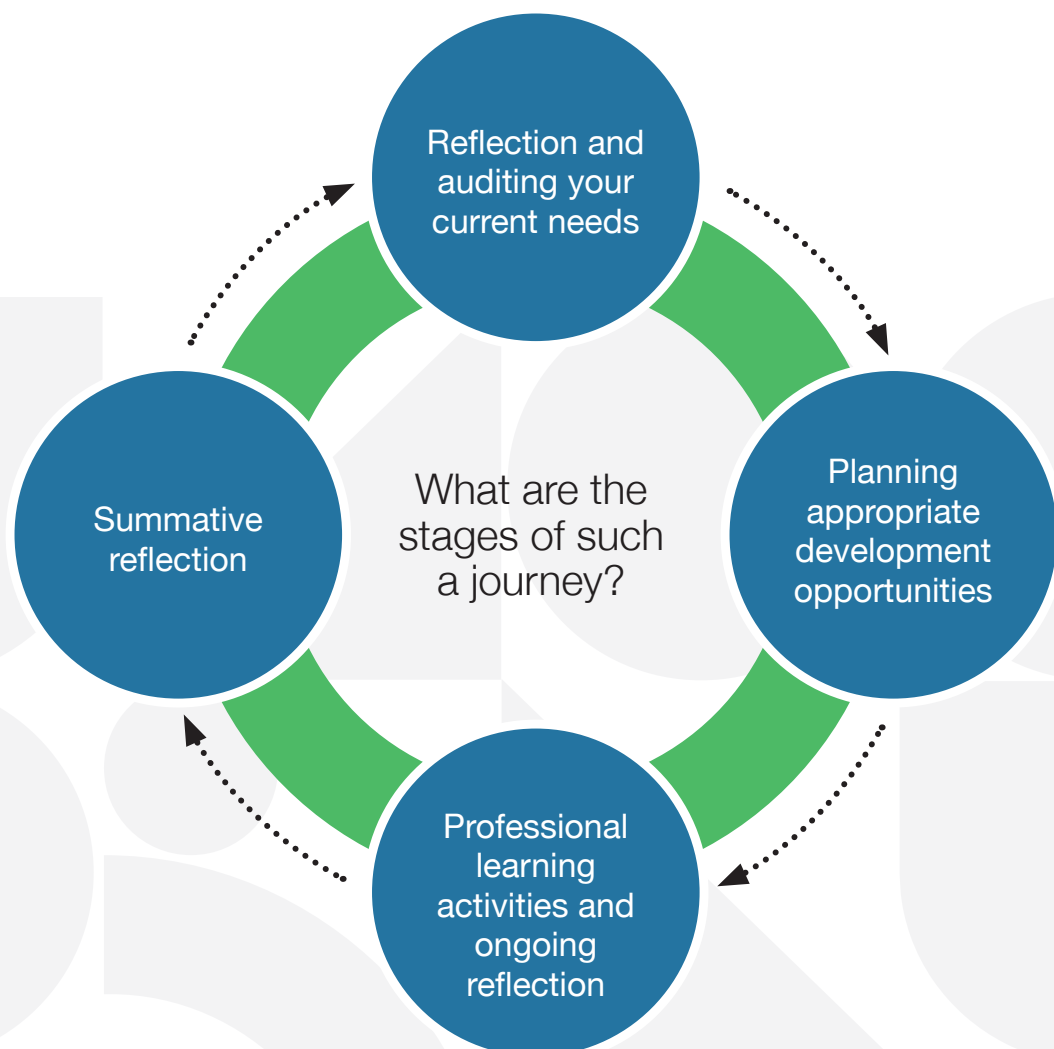 Reflection and
auditing your
current needs
Planning
appropriate
development
opportunities
Professional
learning
activities and
ongoing
reflection
Summative
reflection
What are the
stages of such
a journey?